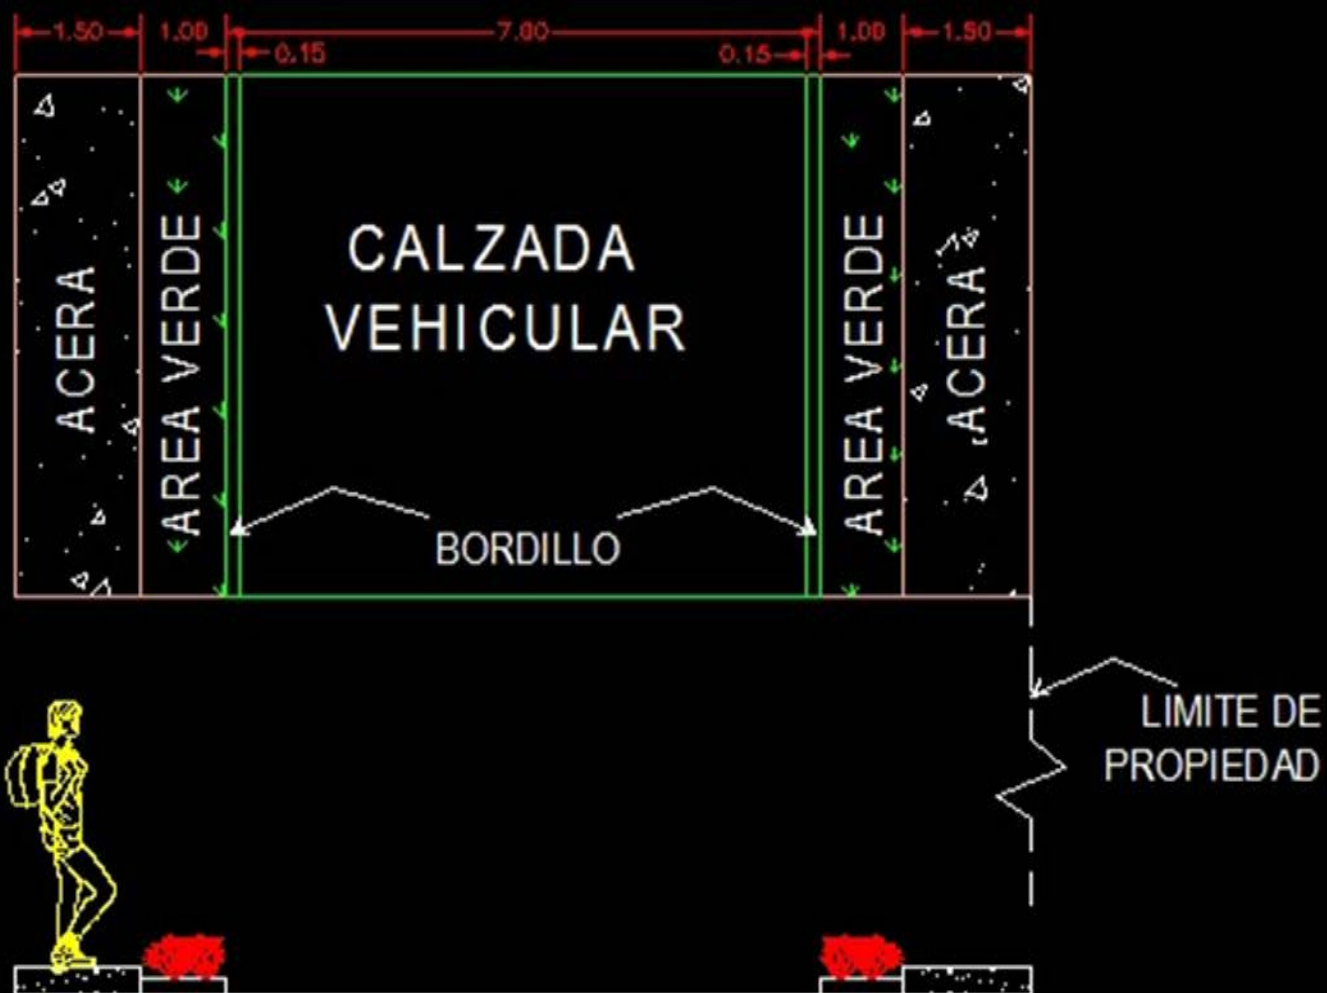 1.50 1.00 7.00 1.00 1.50
0.15 0.15
ACERA
AREA VERDE
CALZADA
VEHICULAR
AREA VERDE
ACERA
BORDILLO
LIMITE DE
PROPIEDAD